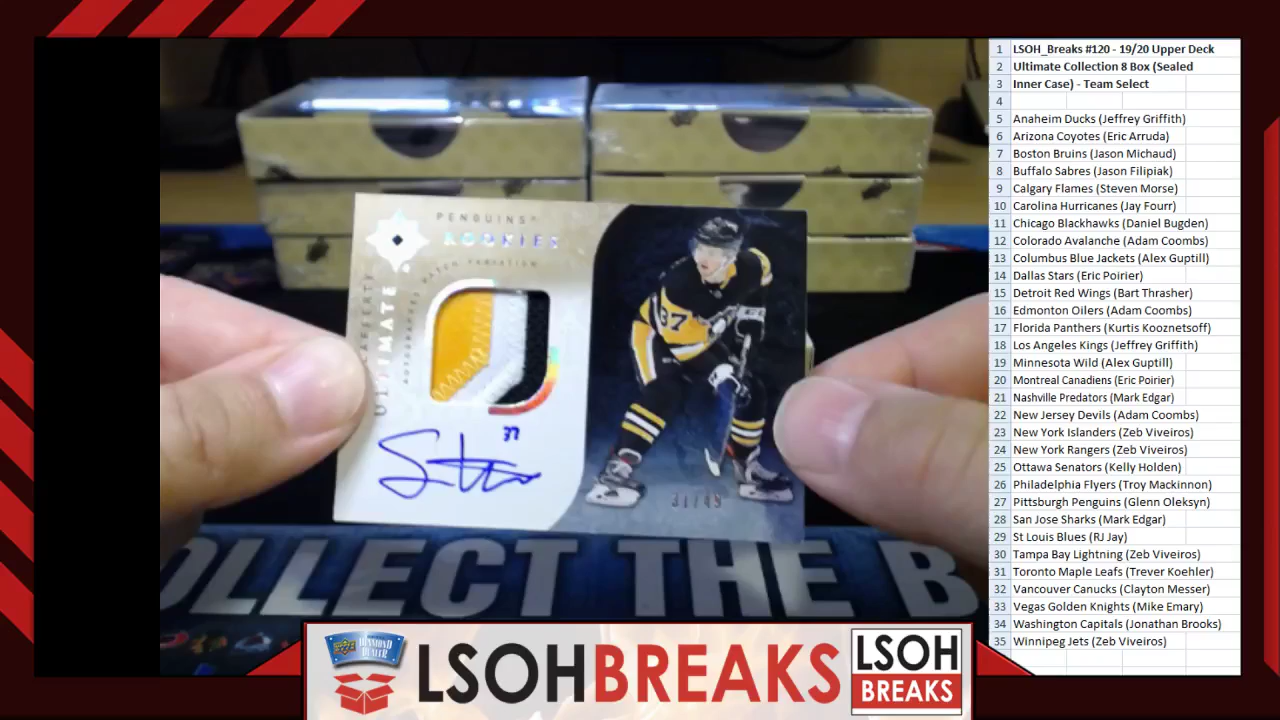 PENGUINS
ROOKIES
AUTOGRAPHED PATCH VARIATION
ULTIMATE
37
37
31/49
OLLECT THE B
1 LSOH_Breaks #120 - 19/20 Upper Deck
2 Ultimate Collection 8 Box (Sealed
3 Inner Case) - Team Select
4
5 Anaheim Ducks (Jeffrey Griffith)
6 Arizona Coyotes (Eric Arruda)
7 Boston Bruins (Jason Michaud)
8 Buffalo Sabres (Jason Filipiak)
9 Calgary Flames (Steven Morse)
10 Carolina Hurricanes (Jay Fourr)
11 Chicago Blackhawks (Daniel Bugden)
12 Colorado Avalanche (Adam Coombs)
13 Columbus Blue Jackets (Alex Guptill)
14 Dallas Stars (Eric Poirier)
15 Detroit Red Wings (Bart Thrasher)
16 Edmonton Oilers (Adam Coombs)
17 Florida Panthers (Kurtis Kooznetsoff)
18 Los Angeles Kings (Jeffrey Griffith)
19 Minnesota Wild (Alex Guptill)
20 Montreal Canadiens (Eric Poirier)
21 Nashville Predators (Mark Edgar)
22 New Jersey Devils (Adam Coombs)
23 New York Islanders (Zeb Viveiros)
24 New York Rangers (Zeb Viveiros)
25 Ottawa Senators (Kelly Holden)
26 Philadelphia Flyers (Troy Mackinnon)
27 Pittsburgh Penguins (Glenn Oleksyn)
28 San Jose Sharks (Mark Edgar)
29 St Louis Blues (RJ Jay)
30 Tampa Bay Lightning (Zeb Viveiros)
31 Toronto Maple Leafs (Trever Koehler)
32 Vancouver Canucks (Clayton Messer)
33 Vegas Golden Knights (Mike Emary)
34 Washington Capitals (Jonathan Brooks)
35 Winnipeg Jets (Zeb Viveiros)
DIAMOND
DEALER
LSOHBREAKS
LSOH
BREAKS